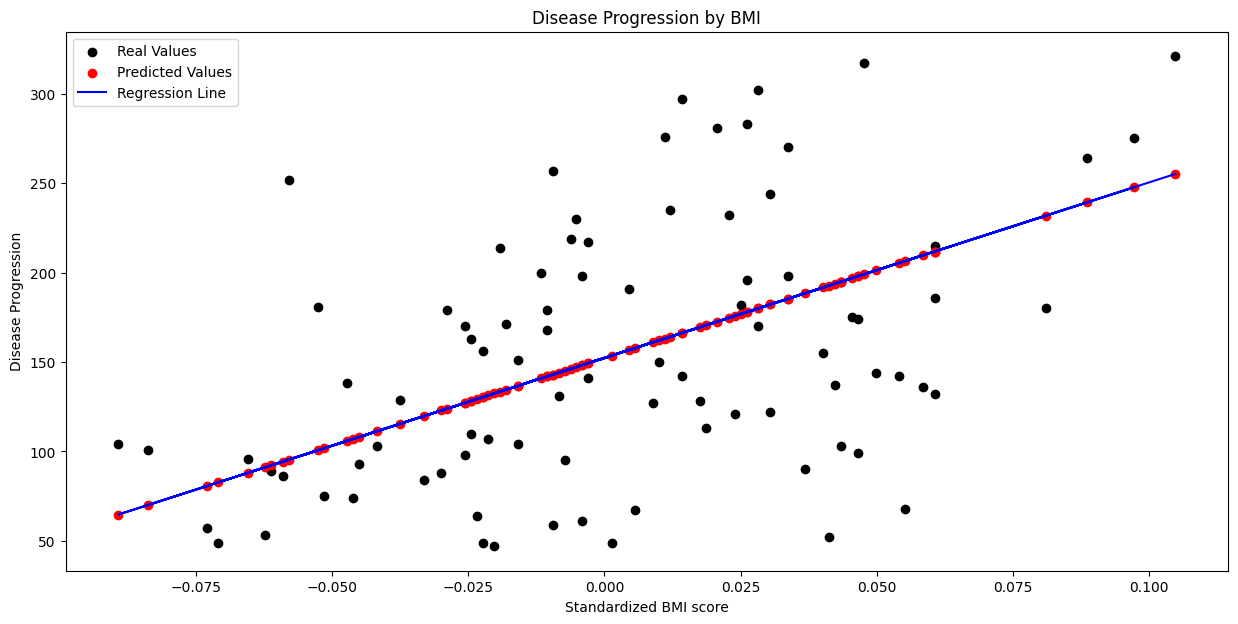 Disease Progression by BMI
Real Values
Predicted Values
Regression Line
Disease Progression
300
250
200
150
100
50
−0.075
−0.050
−0.025
0.000
0.025
0.050
0.075
0.100
Standardized BMI score